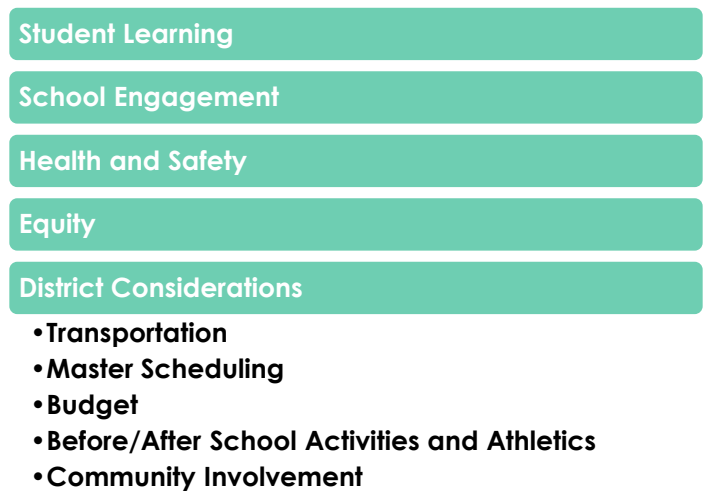 Student Learning
School Engagement
Health and Safety
Equity
District Considerations
•Transportation
•Master Scheduling
•Budget
•Before/After School Activities and Athletics
•Community Involvement